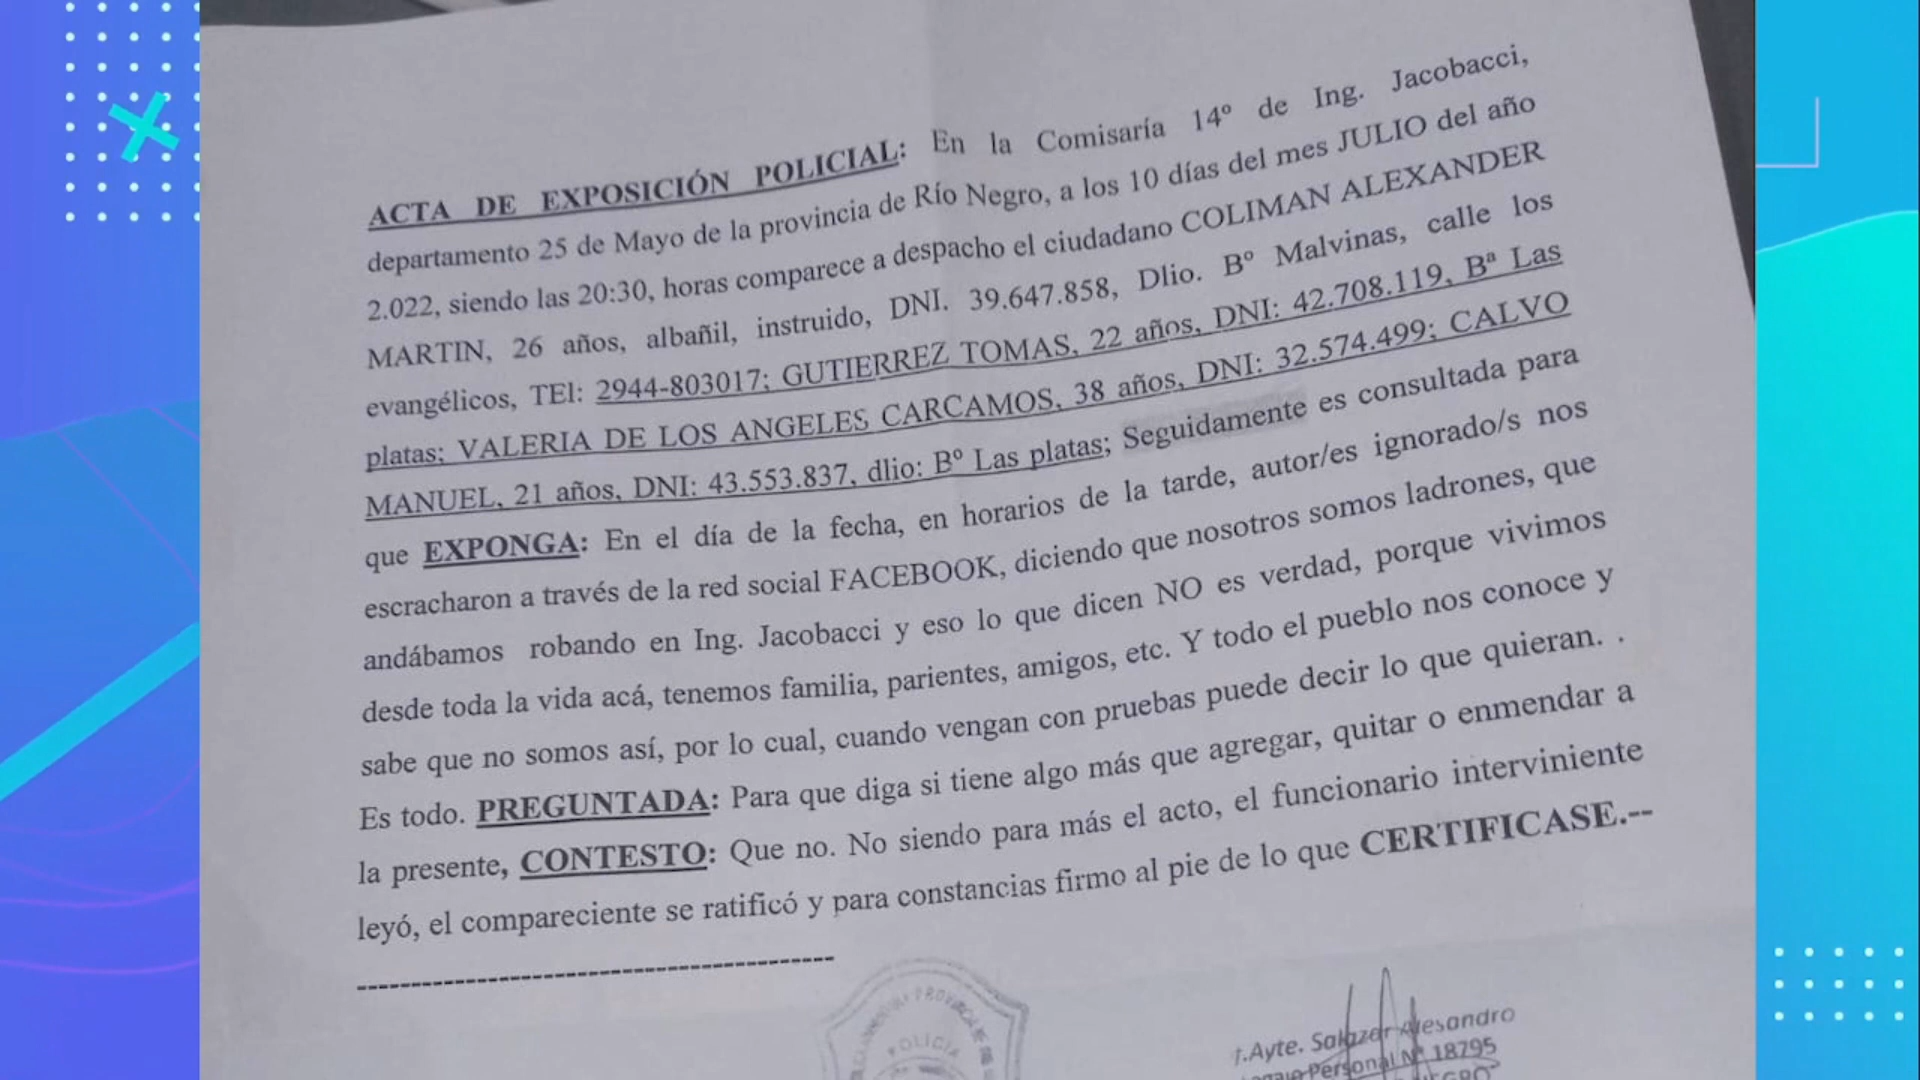 ACTA DE EXPOSICIÓN POLICIAL: En la Comisaría 14º de Ing. Jacobacci,
departamento 25 de Mayo de la provincia de Río Negro, a los 10 días del mes JULIO del año
2.022, siendo las 20:30, horas comparece a despacho el ciudadano COLIMAN ALEXANDER
MARTIN, 26 años, albañil, instruido, DNI. 39.647.858, Dlio. Bº Malvinas, calle los
evangélicos, TEl: 2944-803017; GUTIERREZ TOMAS, 22 años, DNI: 42.708.119, Bª Las
platas; VALERIA DE LOS ANGELES CARCAMOS, 38 años, DNI: 32.574.499; CALVO
MANUEL, 21 años, DNI: 43.553.837, dlio: Bº Las platas; Seguidamente es consultada para
que EXPONGA: En el día de la fecha, en horarios de la tarde, autor/es ignorado/s nos
escracharon a través de la red social FACEBOOK, diciendo que nosotros somos ladrones, que
andábamos robando en Ing. Jacobacci y eso lo que dicen NO es verdad, porque vivimos
desde toda la vida acá, tenemos familia, parientes, amigos, etc. Y todo el pueblo nos conoce y
sabe que no somos así, por lo cual, cuando vengan con pruebas puede decir lo que quieran. .
Es todo. PREGUNTADA: Para que diga si tiene algo más que agregar, quitar o enmendar a
la presente, CONTESTO: Que no. No siendo para más el acto, el funcionario interviniente
leyó, el compareciente se ratificó y para constancias firmo al pie de lo que CERTIFICASE.--
------------------------------------------
POLICIA
Ayte. Salazar Alesandro
Personal Nº 18795